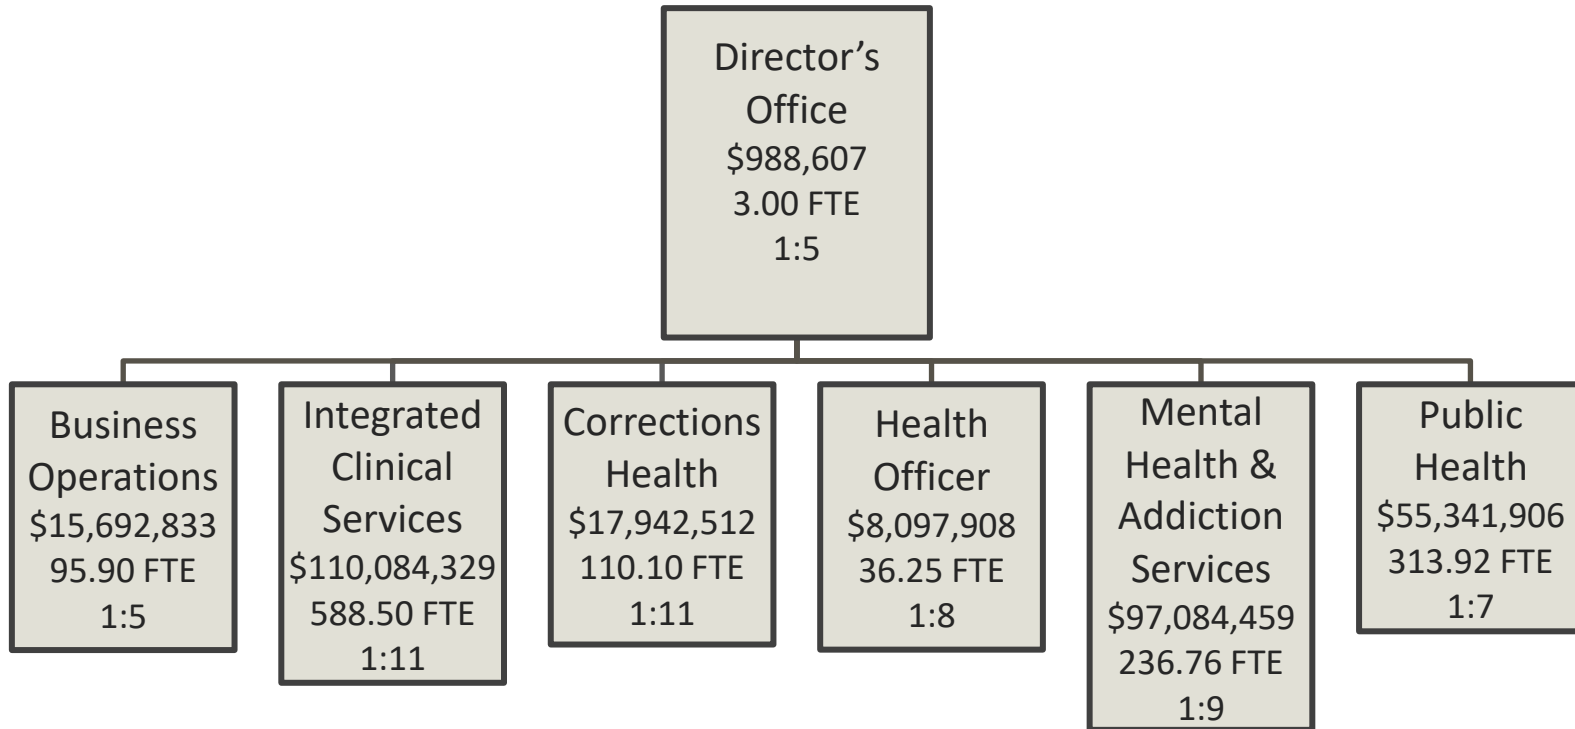 Director’s
Office
$988,607
3.00 FTE
1:5
Business
Operations
$15,692,833
95.90 FTE
1:5
Integrated
Clinical
Services
$110,084,329
588.50 FTE
1:11
Corrections
Health
$17,942,512
110.10 FTE
1:11
Health
Officer
$8,097,908
36.25 FTE
1:8
Mental
Health &
Addiction
Services
$97,084,459
236.76 FTE
1:9
Public
Health
$55,341,906
313.92 FTE
1:7